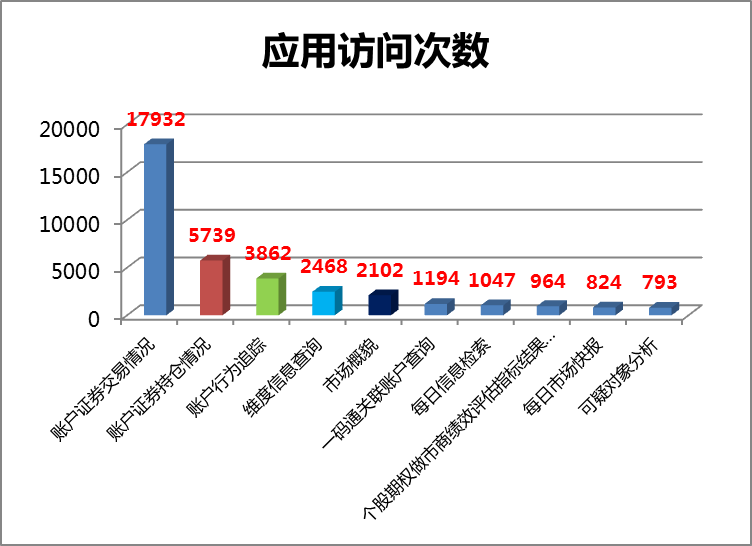 应用访问次数
20000
15000
10000
5000
0
17932
5739
3862
2468
2102
1194
1047
964
824
793
账户证券交易情况
账户证券持仓情况
账户行为追踪
维度信息查询
市场概貌
一码通关联账户查询
每日信息检索
个股期权做市商绩效评估指标结果...
每日市场快报
可疑对象分析